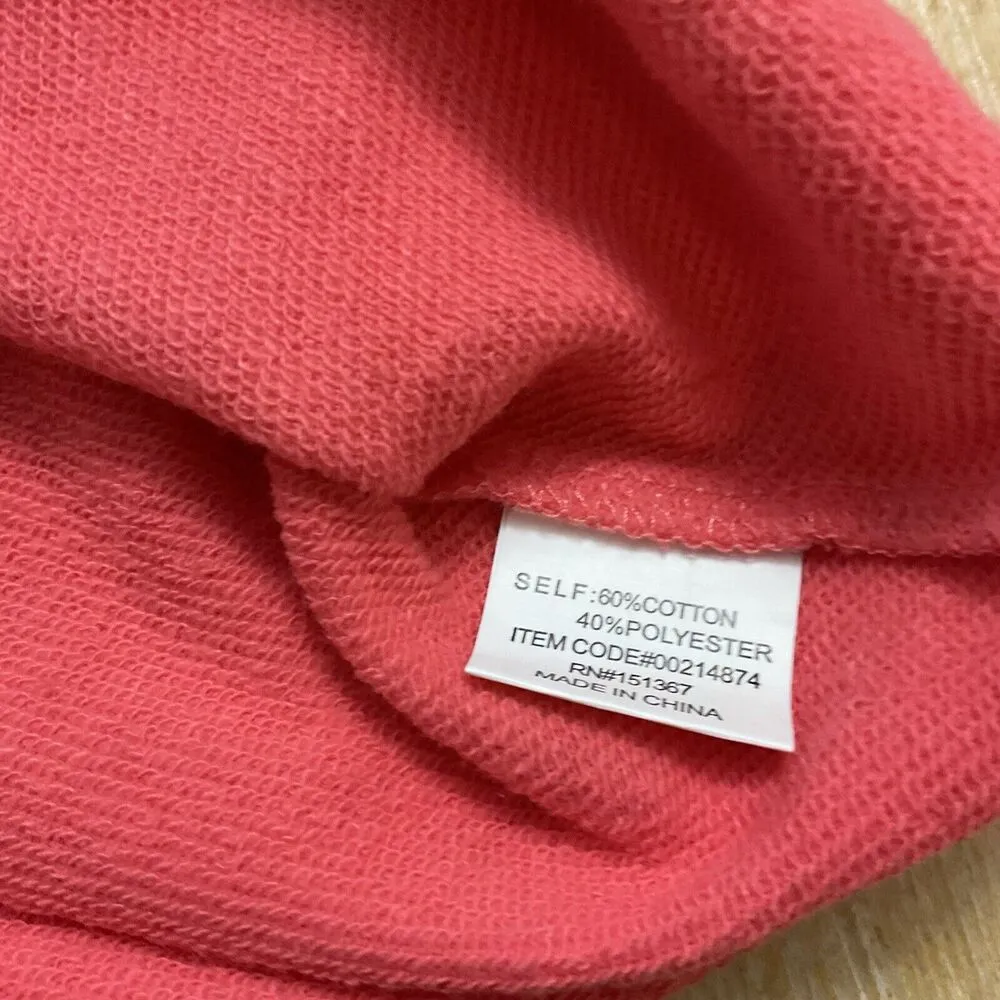 SELF:60%COTTON
40%POLYESTER
ITEM CODE#00214874
RN#151367
MADE IN CHINA